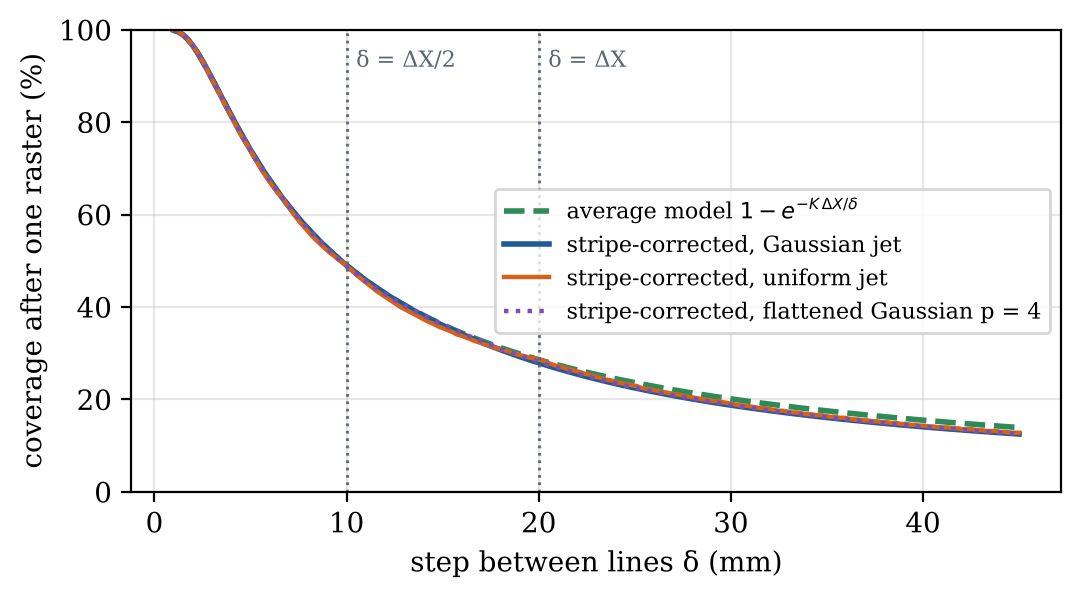 coverage after one raster (%)
100
80
60
40
20
0
δ = ΔX/2
δ = ΔX
average model 1 − e^{−K ΔX/δ}
stripe-corrected, Gaussian jet
stripe-corrected, uniform jet
stripe-corrected, flattened Gaussian p = 4
0 10 20 30 40
step between lines δ (mm)